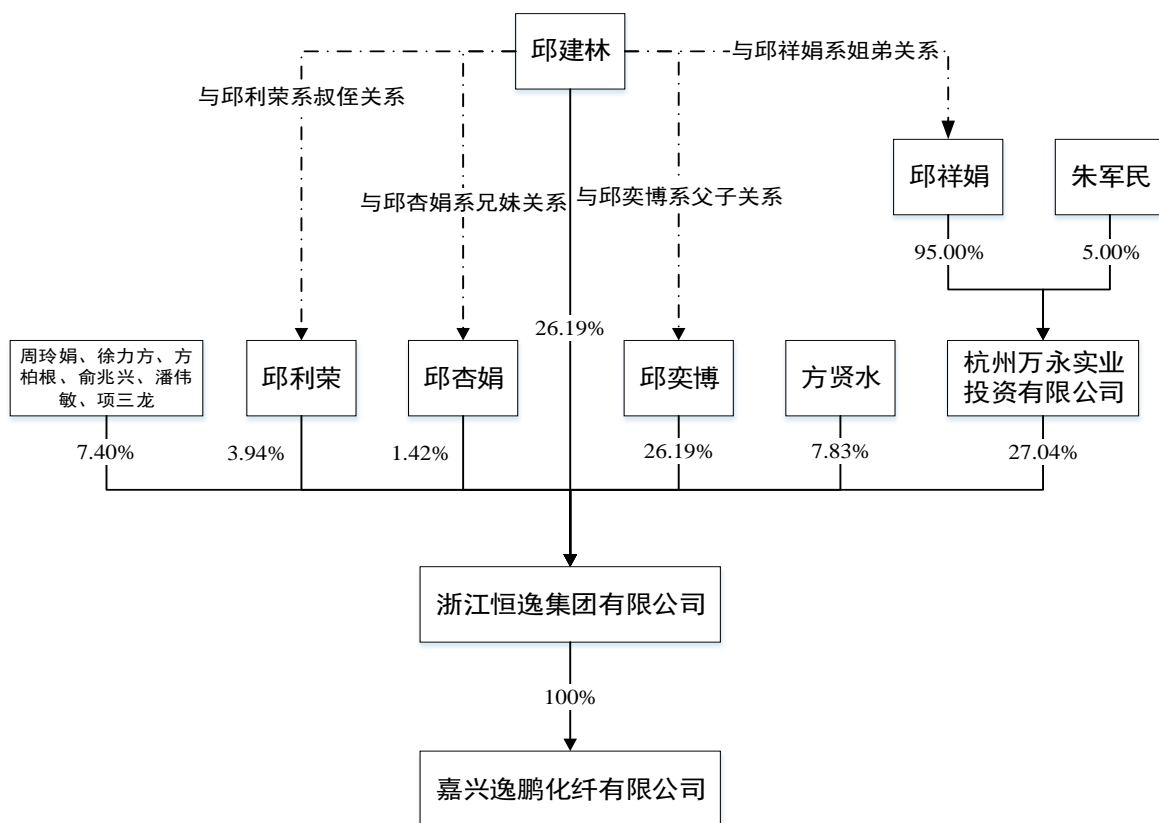 邱建林
与邱祥娟系姐弟关系
与邱利荣系叔侄关系
邱祥娟
朱军民
与邱杏娟系兄妹关系
与邱奕博系父子关系
95.00%
5.00%
26.19%
周玲娟、徐力方、方
柏根、俞兆兴、潘伟
敏、项三龙
邱利荣
邱杏娟
邱奕博
方贤水
杭州万永实业
投资有限公司
7.40%
3.94%
1.42%
26.19%
7.83%
27.04%
浙江恒逸集团有限公司
100%
嘉兴逸鹏化纤有限公司